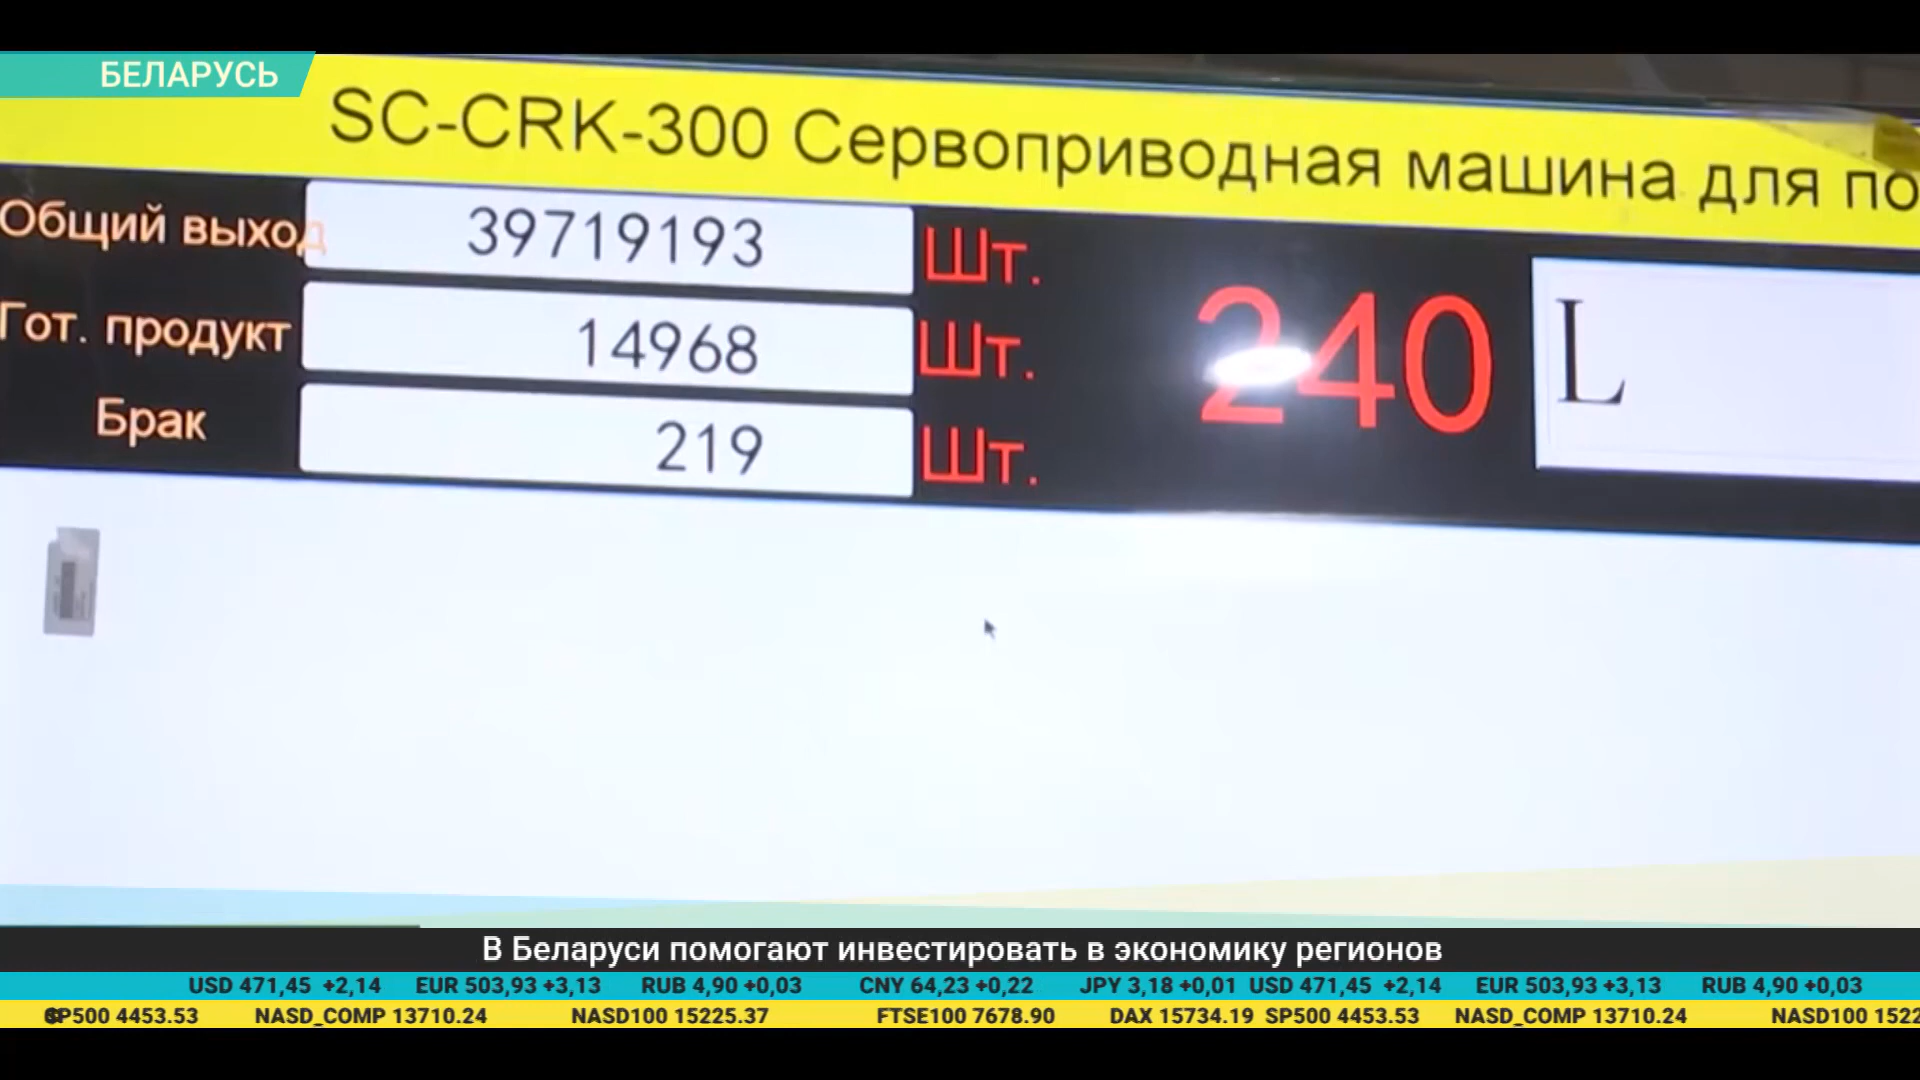 БЕЛАРУСЬ
SC-CRK-300 Сервоприводная машина для по
Общий выход 39719193 Шт.
Гот. продукт 14968 Шт.
Брак 219 Шт.
240 L
В Беларуси помогают инвестировать в экономику регионов
USD 471,45 +2,14 EUR 503,93 +3,13 RUB 4,90 +0,03 CNY 64,23 +0,22 JPY 3,18 +0,01 USD 471,45 +2,14 EUR 503,93 +3,13 RUB 4,90 +0,03
SP500 4453.53 NASD_COMP 13710.24 NASD100 15225.37 FTSE100 7678.90 DAX 15734.19 SP500 4453.53 NASD_COMP 13710.24 NASD100 1522